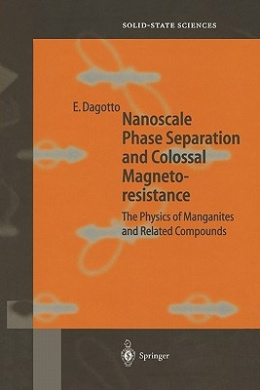 SOLID-STATE SCIENCES
E. Dagotto
Nanoscale
Phase Separation
and Colossal
Magneto-
resistance
The Physics of Manganites
and Related Compounds
Springer